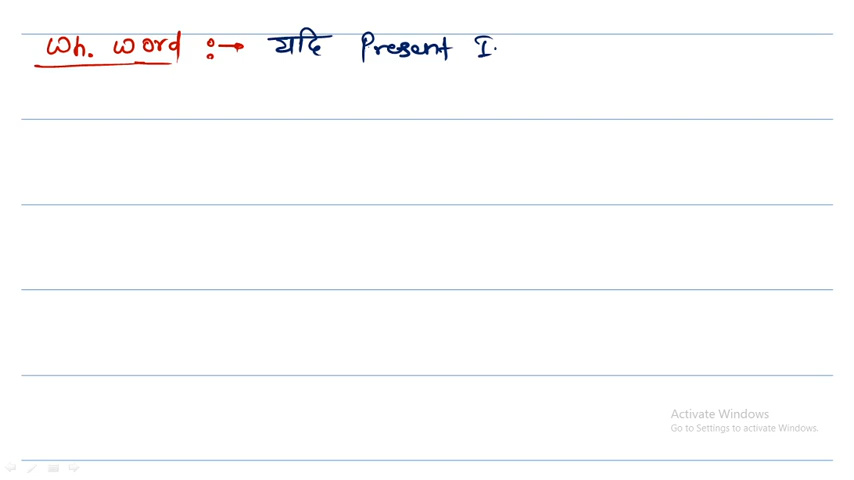 Wh. word :→ यदि Present I.
Activate Windows
Go to Settings to activate Windows.